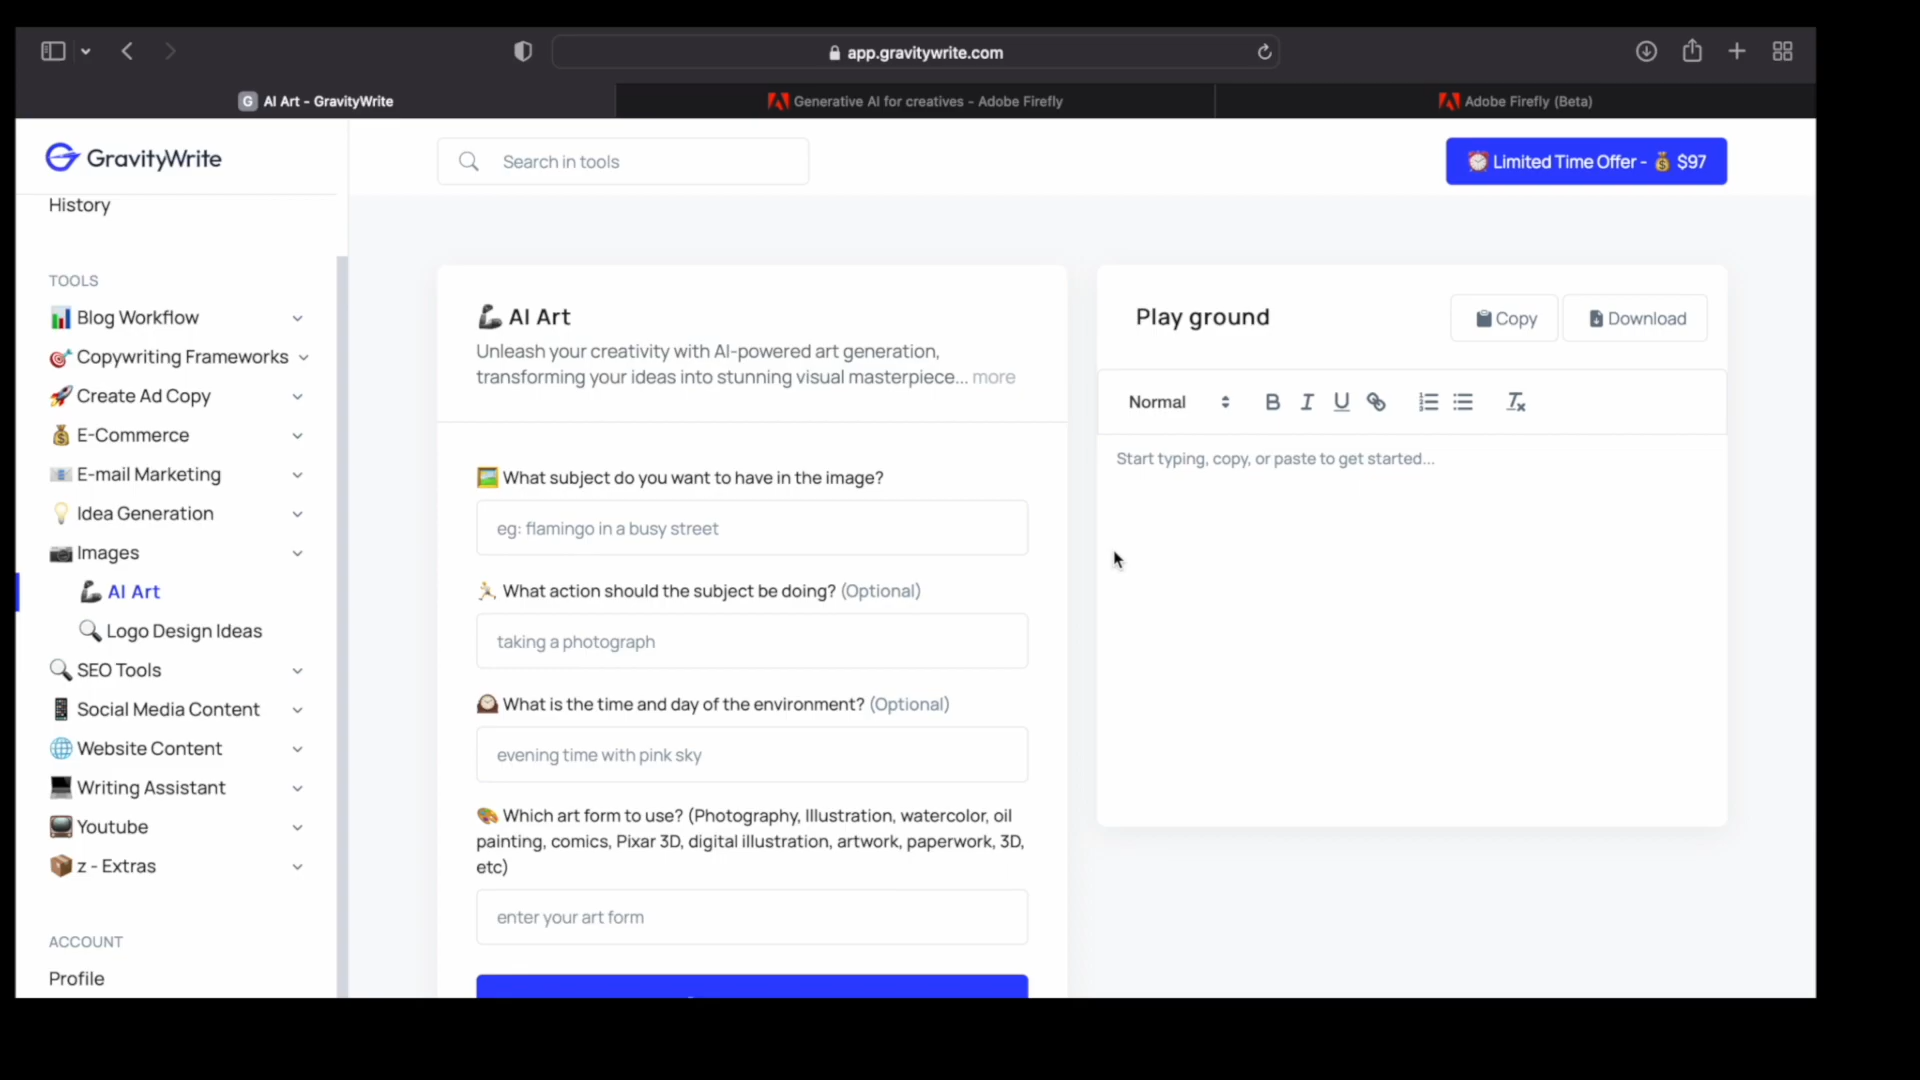 app.gravitywrite.com
G AI Art - GravityWrite
Generative AI for creatives - Adobe Firefly
Adobe Firefly (Beta)
GravityWrite
Search in tools
Limited Time Offer - $97
History
TOOLS
Blog Workflow
Copywriting Frameworks
Create Ad Copy
E-Commerce
E-mail Marketing
Idea Generation
Images
AI Art
Logo Design Ideas
SEO Tools
Social Media Content
Website Content
Writing Assistant
Youtube
z - Extras
ACCOUNT
Profile
AI Art
Unleash your creativity with AI-powered art generation,
transforming your ideas into stunning visual masterpiece... more
What subject do you want to have in the image?
eg: flamingo in a busy street
What action should the subject be doing? (Optional)
taking a photograph
What is the time and day of the environment? (Optional)
evening time with pink sky
Which art form to use? (Photography, Illustration, watercolor, oil
painting, comics, Pixar 3D, digital illustration, artwork, paperwork, 3D,
etc)
enter your art form
Play ground
Copy
Download
Normal
B I U
Start typing, copy, or paste to get started...